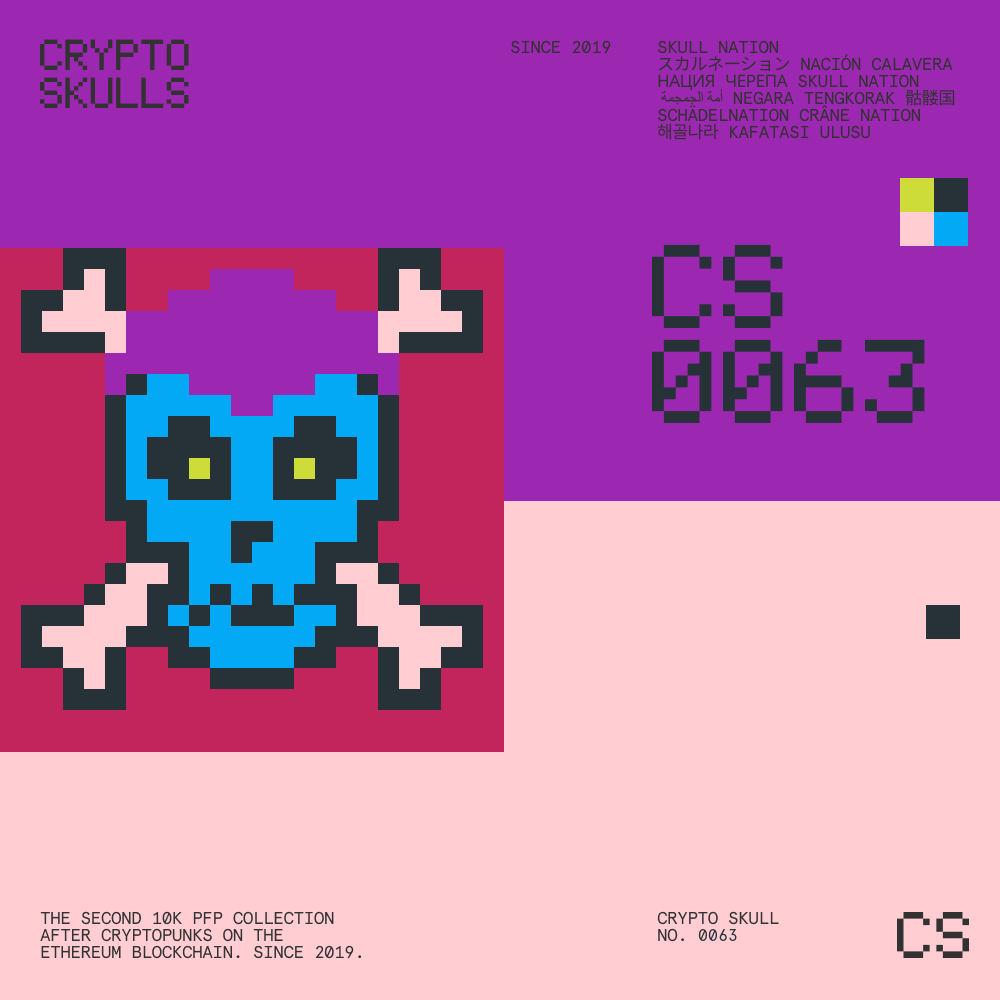 CRYPTO
SKULLS
SINCE 2019
SKULL NATION
スカルネーション NACIÓN CALAVERA
НАЦИЯ ЧЕРЕПА SKULL NATION
أمة الجمجمة NEGARA TENGKORAK 骷髅国
SCHÄDELNATION CRÂNE NATION
해골나라 KAFATASI ULUSU
CS
0063
THE SECOND 10K PFP COLLECTION
AFTER CRYPTOPUNKS ON THE
ETHEREUM BLOCKCHAIN. SINCE 2019.
CRYPTO SKULL
NO. 0063
CS